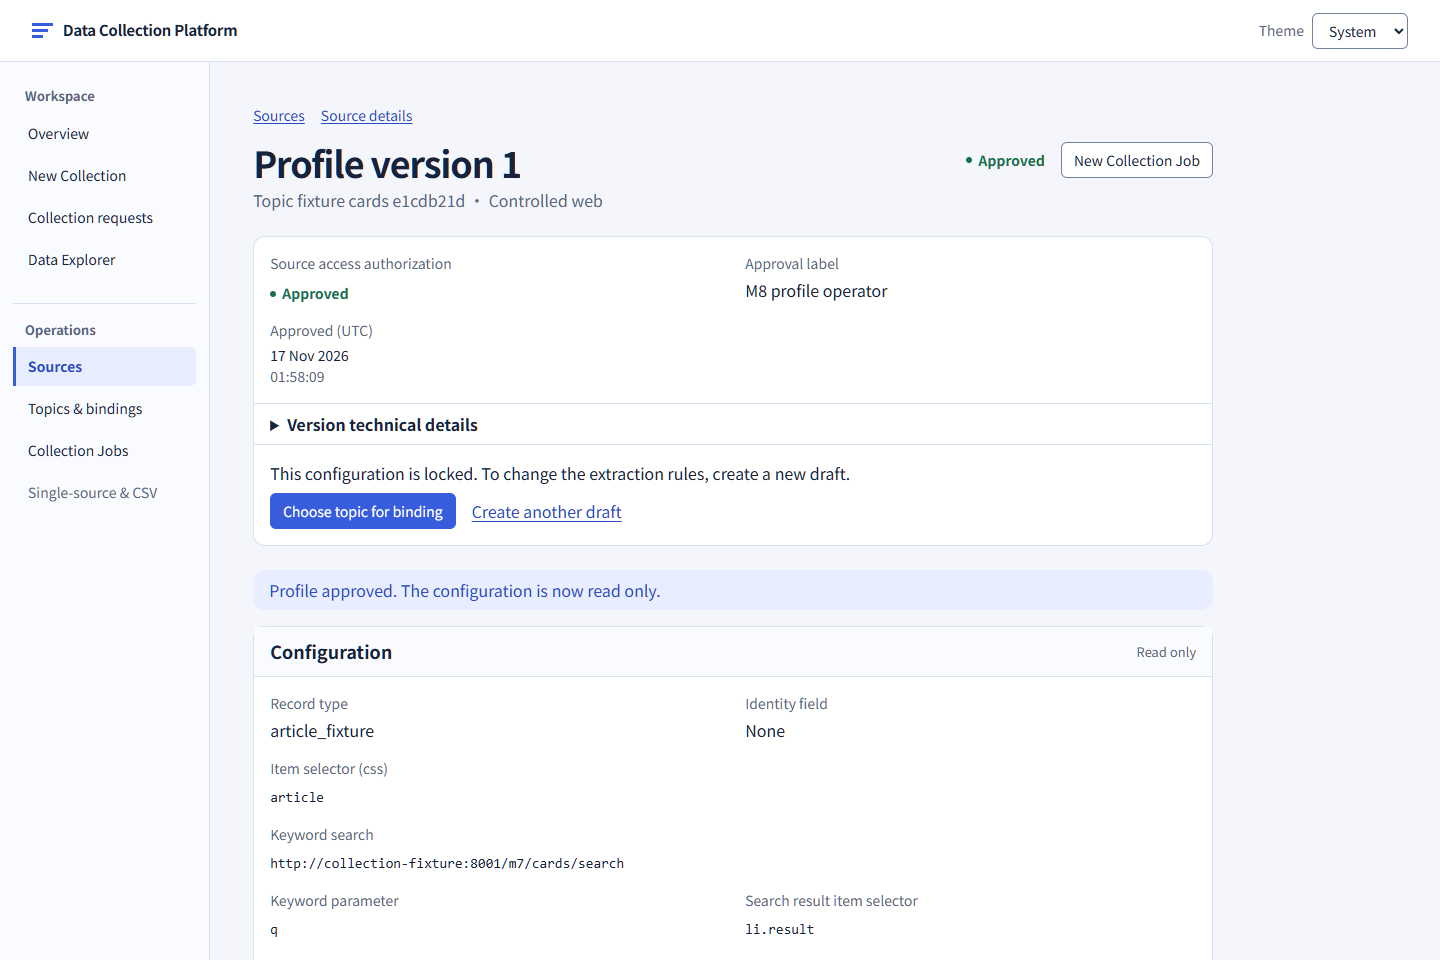 Data Collection Platform
Theme
System
Workspace
Overview
New Collection
Collection requests
Data Explorer
Operations
Sources
Topics & bindings
Collection Jobs
Single-source & CSV
Sources Source details
Profile version 1
Approved
New Collection Job
Topic fixture cards e1cdb21d • Controlled web
Source access authorization
Approved
Approval label
M8 profile operator
Approved (UTC)
17 Nov 2026
01:58:09
Version technical details
This configuration is locked. To change the extraction rules, create a new draft.
Choose topic for binding
Create another draft
Profile approved. The configuration is now read only.
Configuration
Read only
Record type
article_fixture
Identity field
None
Item selector (css)
article
Keyword search
http://collection-fixture:8001/m7/cards/search
Keyword parameter
q
Search result item selector
li.result